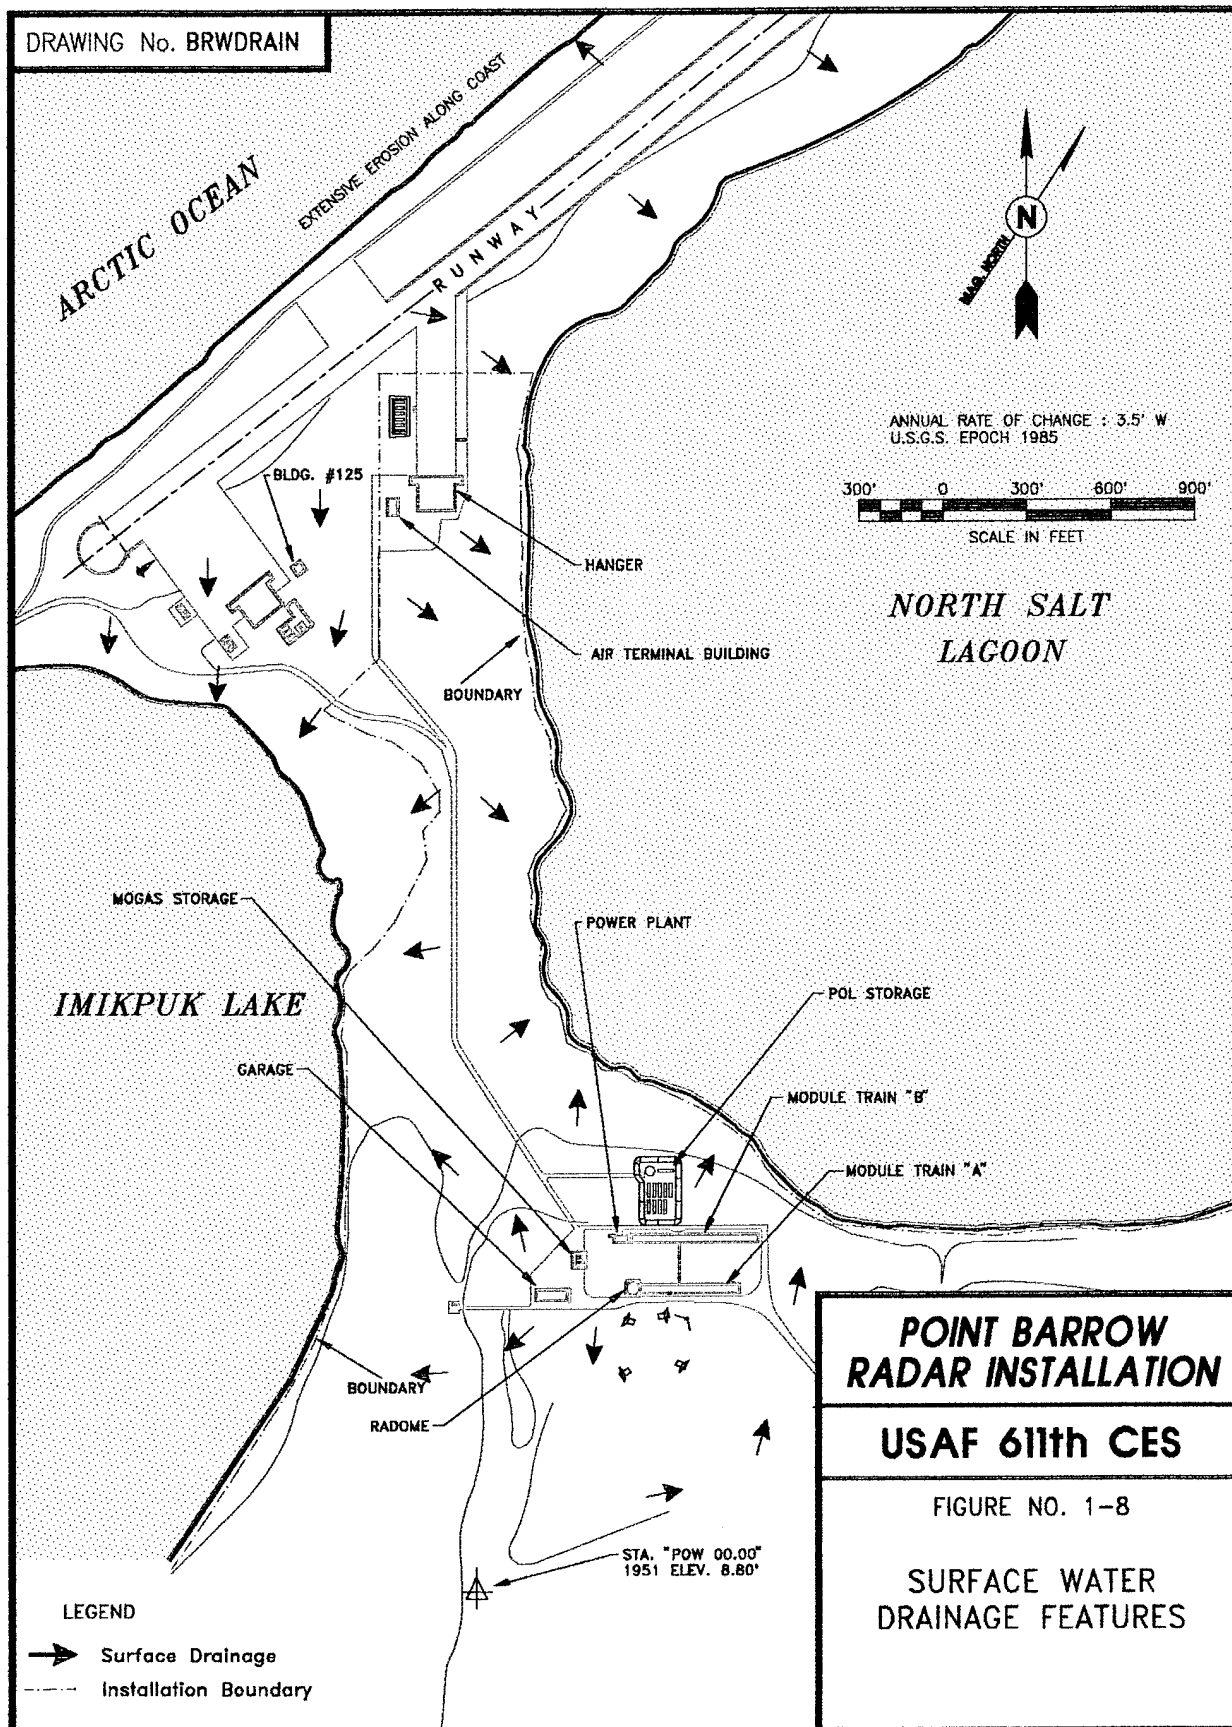 DRAWING No. BRWDRAIN
EXTENSIVE EROSION ALONG COAST
ARCTIC OCEAN
RUNWAY
N
MAG. NORTH
ANNUAL RATE OF CHANGE : 3.5' W
U.S.G.S. EPOCH 1985
300' 0 300' 600' 900'
SCALE IN FEET
BLDG. #125
HANGER
NORTH SALT
LAGOON
AIR TERMINAL BUILDING
BOUNDARY
MOGAS STORAGE
POWER PLANT
IMIKPUK LAKE
POL STORAGE
GARAGE
MODULE TRAIN "B"
MODULE TRAIN "A"
BOUNDARY
RADOME
STA. "POW 00.00"
1951 ELEV. 8.80'
POINT BARROW
RADAR INSTALLATION
USAF 611th CES
FIGURE NO. 1-8
SURFACE WATER
DRAINAGE FEATURES
LEGEND
Surface Drainage
Installation Boundary